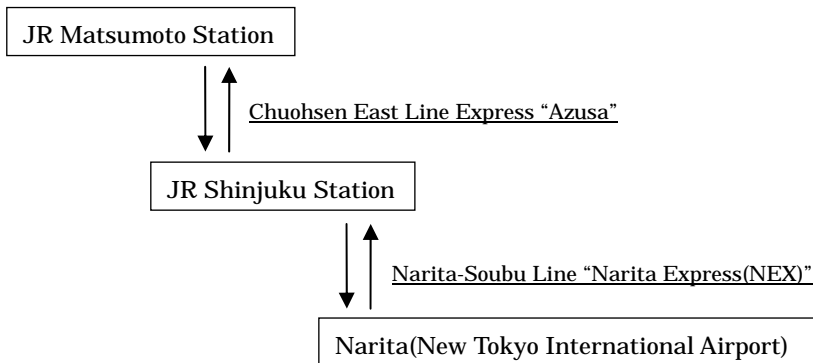 JR Matsumoto Station
Chuohsen East Line Express “Azusa”
JR Shinjuku Station
Narita-Soubu Line “Narita Express(NEX)”
Narita(New Tokyo International Airport)